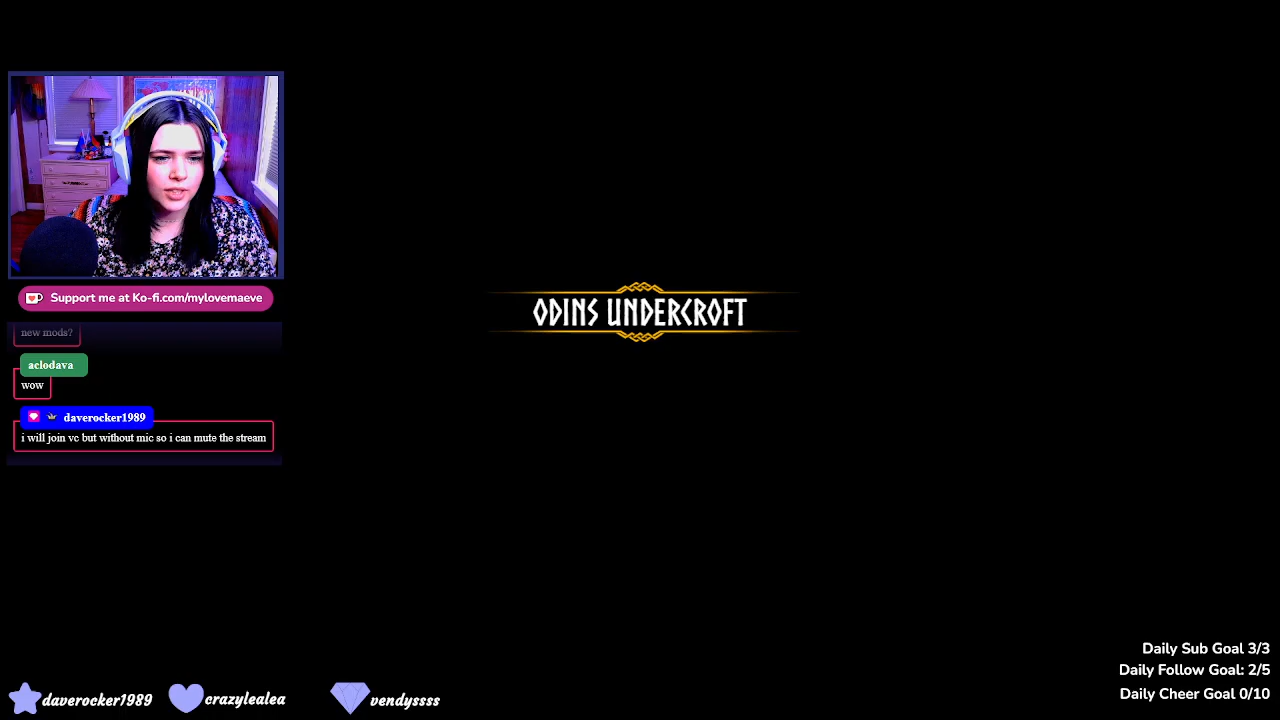 Support me at Ko-fi.com/mylovemaeve
new mods?
aclodava
wow
daverocker1989
i will join vc but without mic so i can mute the stream
ODINS UNDERCROFT
Daily Sub Goal 3/3
Daily Follow Goal: 2/5
Daily Cheer Goal 0/10
daverocker1989
crazylealea
vendyssss